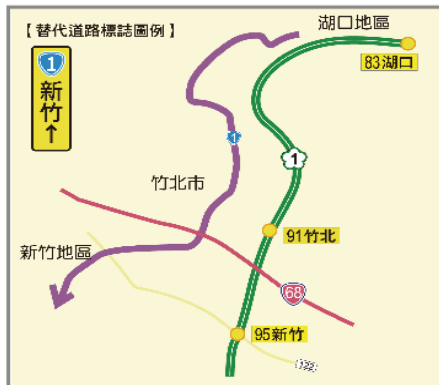 【替代道路標誌圖例】
1
新竹↑
湖口地區
83湖口
1
1
竹北市
91竹北
新竹地區
68
95新竹
122